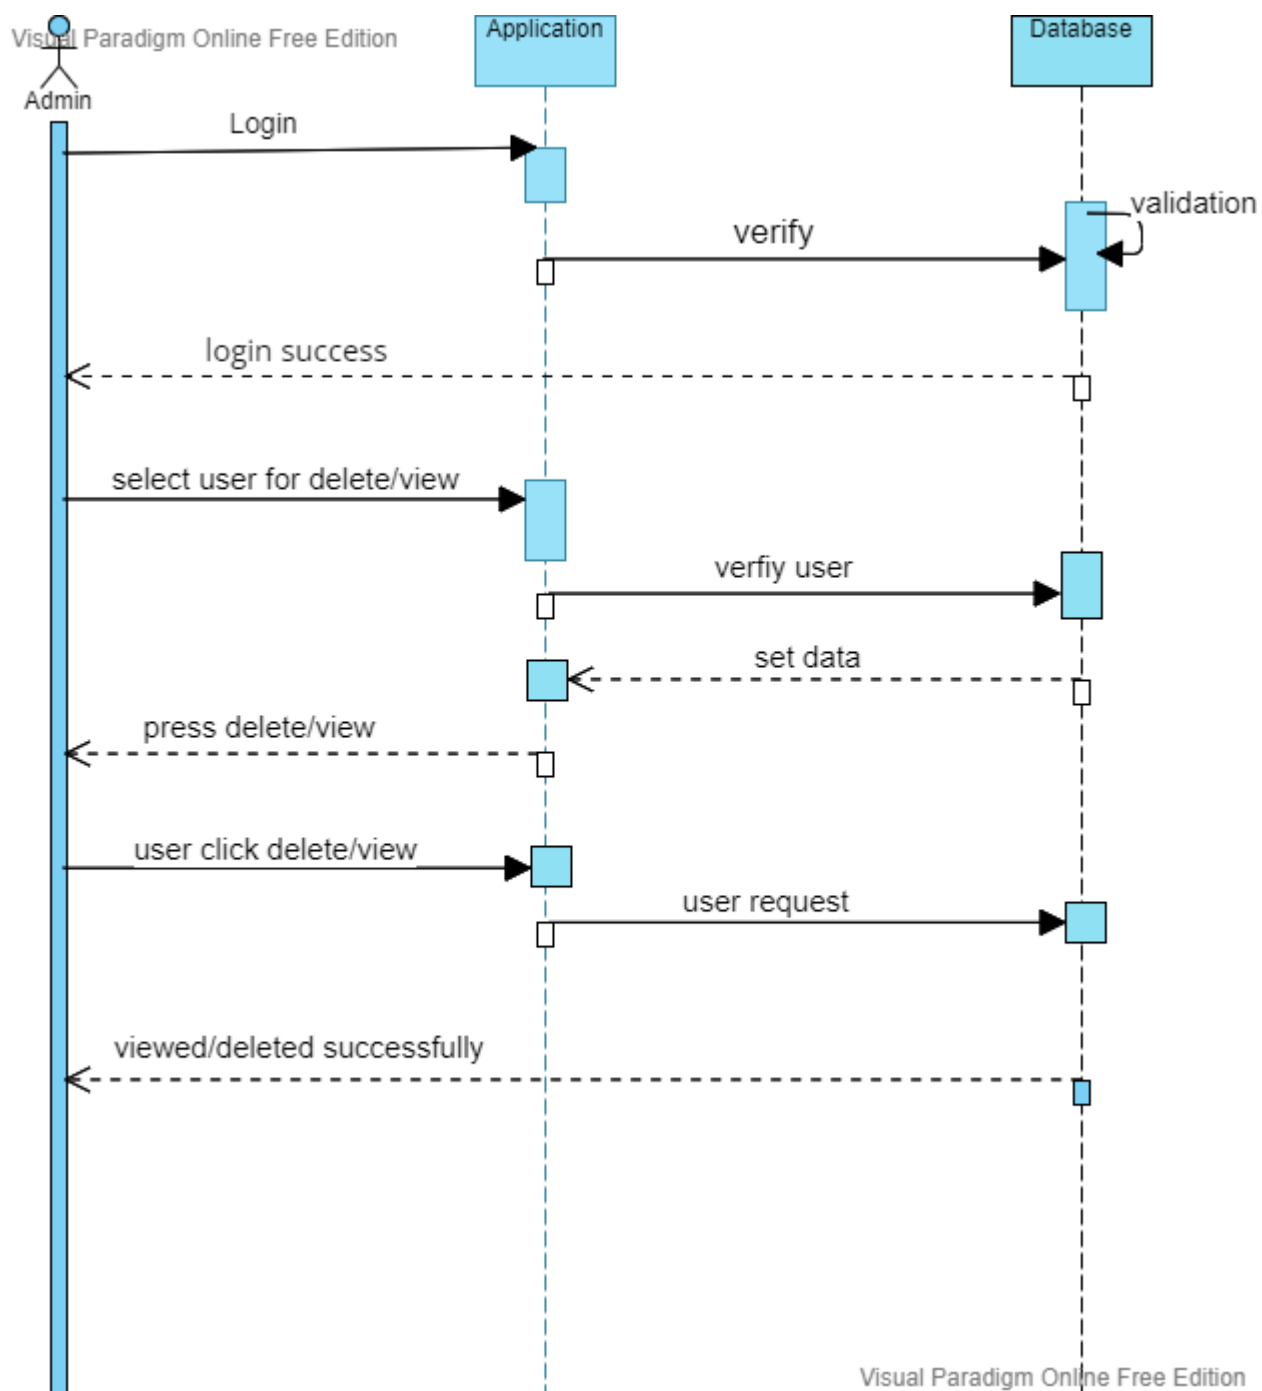 Visual Paradigm Online Free Edition
Application
Database
Admin
Login
validation
verify
login success
select user for delete/view
verfiy user
set data
press delete/view
user click delete/view
user request
viewed/deleted successfully
Visual Paradigm Online Free Edition